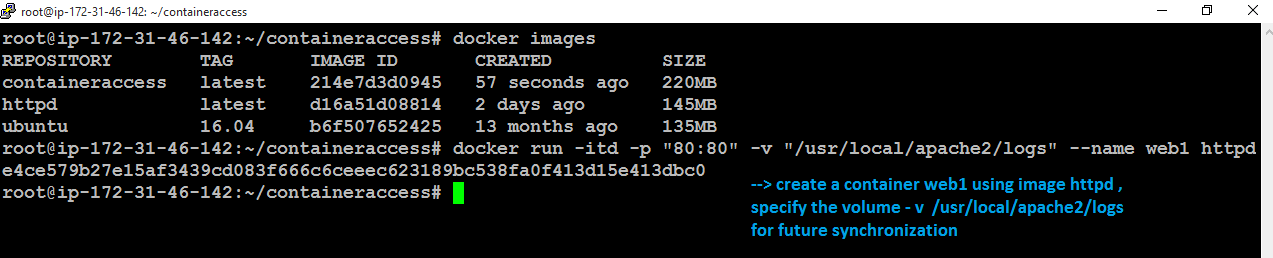 root@ip-172-31-46-142: ~/containeraccess
root@ip-172-31-46-142:~/containeraccess# docker images
REPOSITORY TAG IMAGE ID CREATED SIZE
containeraccess latest 214e7d3d0945 57 seconds ago 220MB
httpd latest d16a51d08814 2 days ago 145MB
ubuntu 16.04 b6f507652425 13 months ago 135MB
root@ip-172-31-46-142:~/containeraccess# docker run -itd -p "80:80" -v "/usr/local/apache2/logs" --name web1 httpd
e4ce579b27e15af3439cd083f666c6ceeec623189bc538fa0f413d15e413dbc0
root@ip-172-31-46-142:~/containeraccess#
--> create a container web1 using image httpd ,
specify the volume - v /usr/local/apache2/logs
for future synchronization